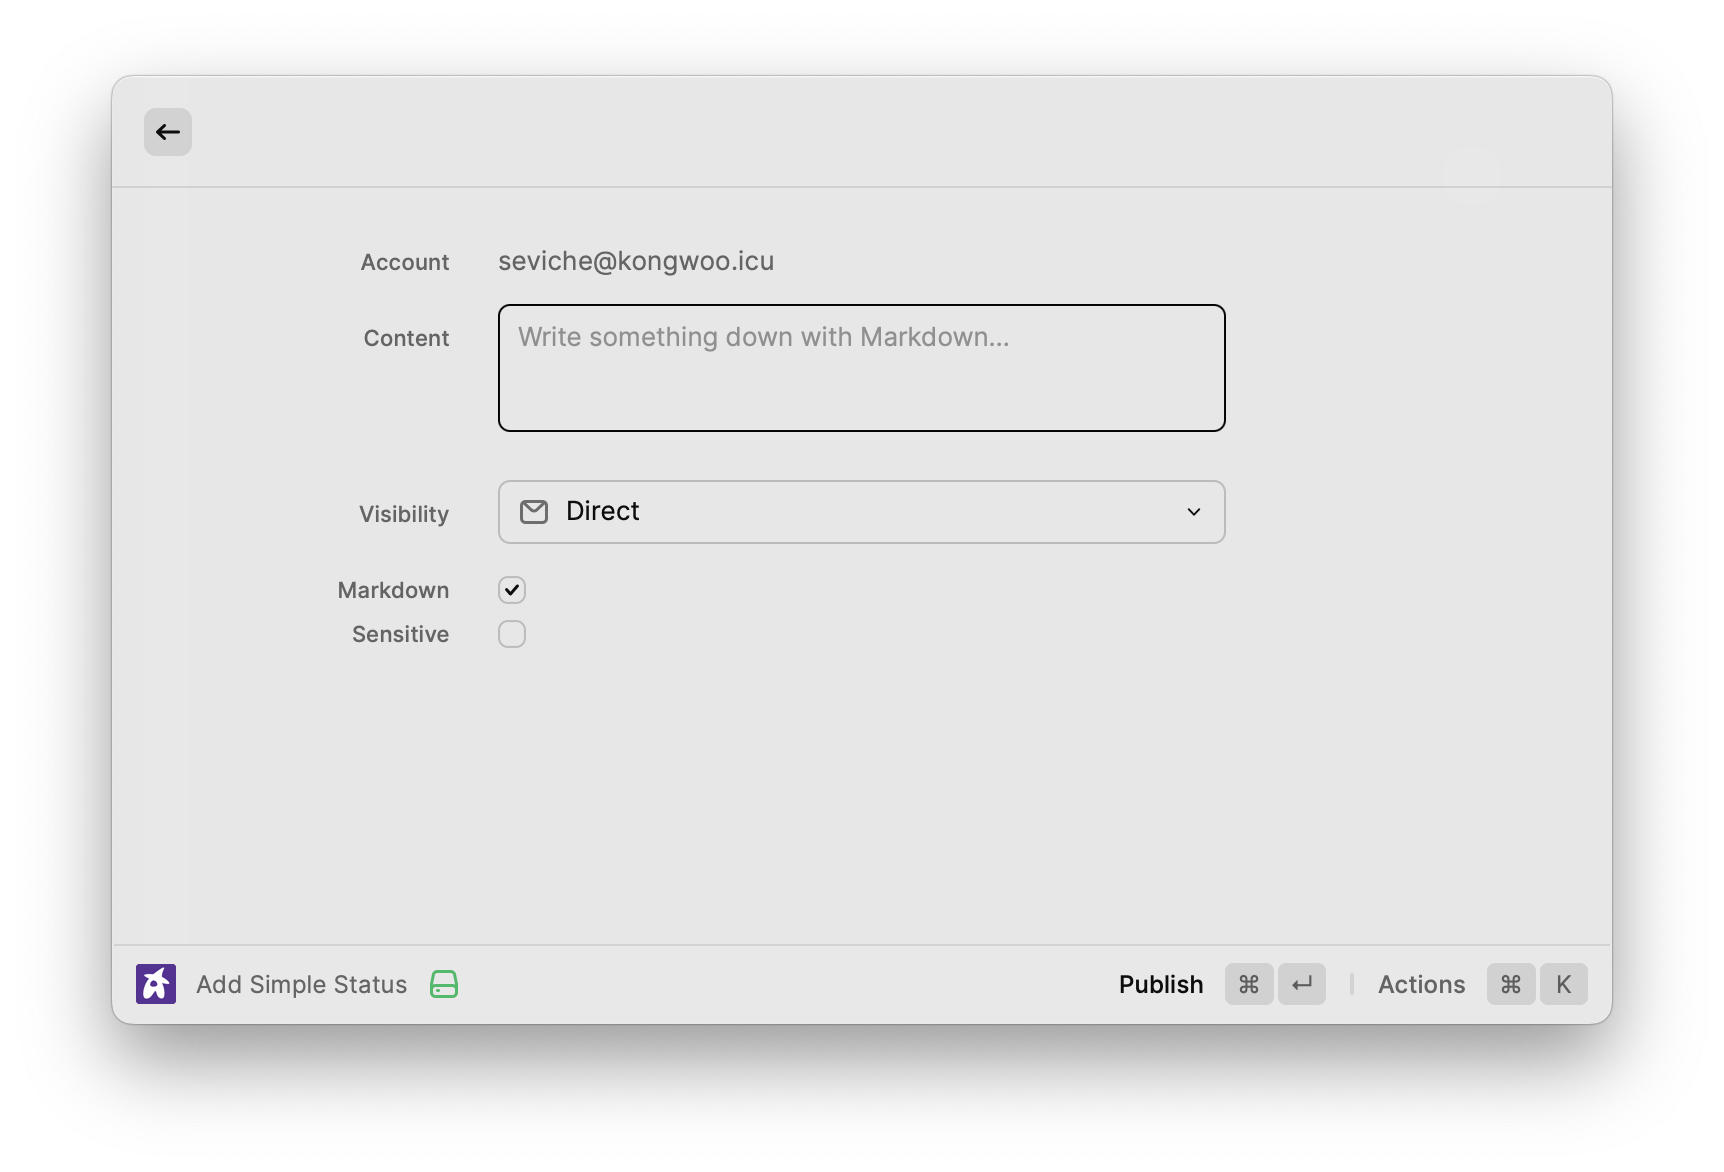 Account
seviche@kongwoo.icu
Content
Write something down with Markdown...
Visibility
Direct
Markdown
Sensitive
Add Simple Status
Publish ⌘ ↵
Actions ⌘ K